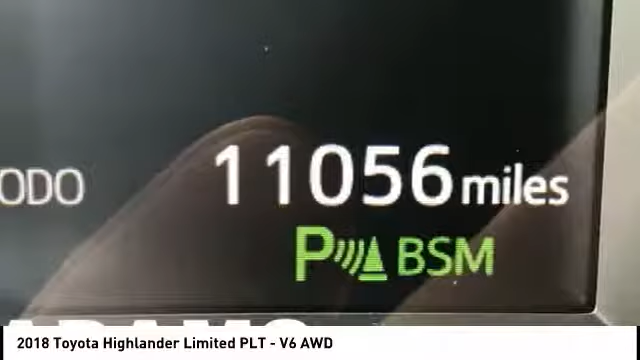 ODO 11056 miles
P BSM
2018 Toyota Highlander Limited PLT - V6 AWD